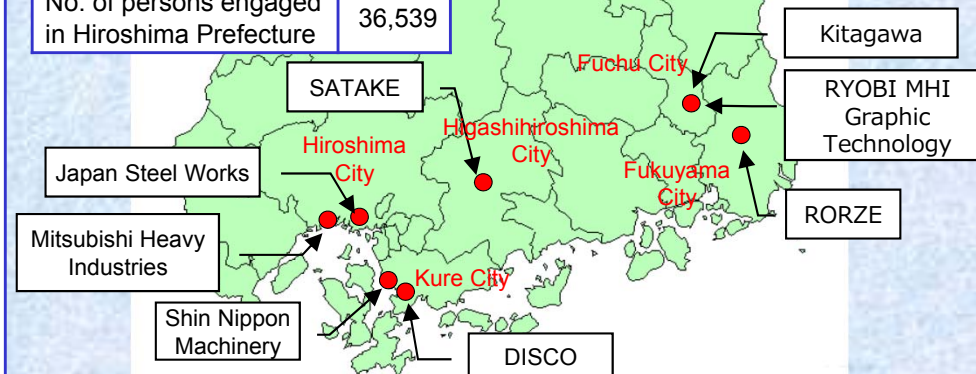 No. of persons engaged
in Hiroshima Prefecture
36,539
Kitagawa
Fuchu City
SATAKE
RYOBI MHI
Graphic
Technology
Higashihiroshima
City
Hiroshima
City
Japan Steel Works
Fukuyama
City
RORZE
Mitsubishi Heavy
Industries
Kure City
Shin Nippon
Machinery
DISCO